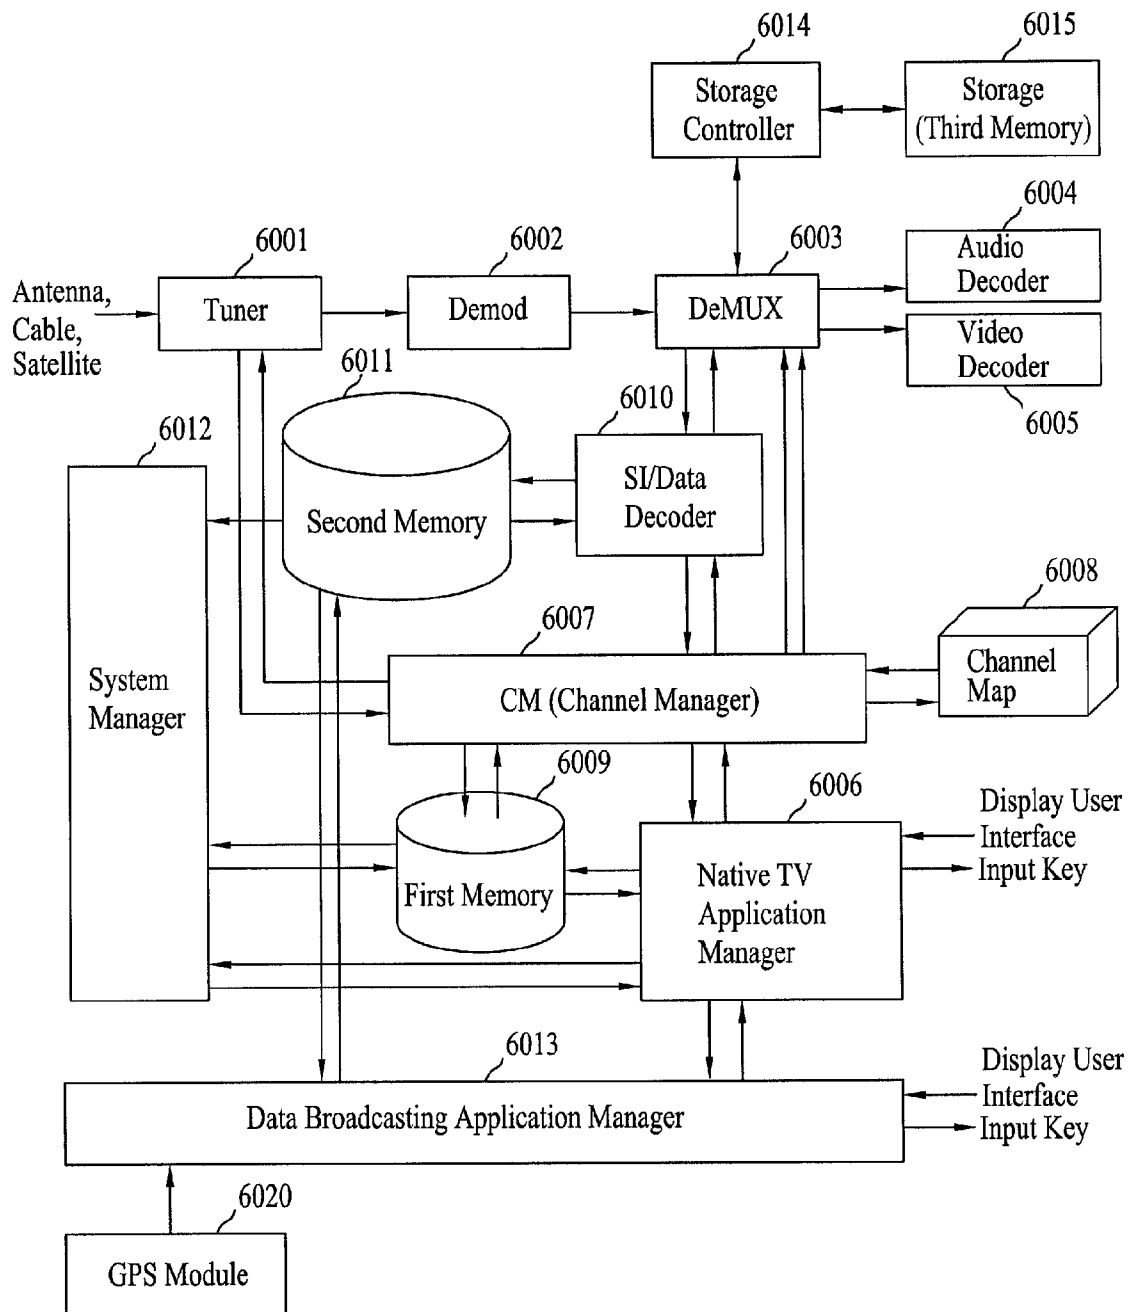 6014
6015
Storage
Controller
Storage
(Third Memory)
6004
6001
6002
6003
Audio
Decoder
Antenna,
Cable,
Satellite
Tuner
Demod
DeMUX
Video
Decoder
6011
6010
6005
6012
SI/Data
Decoder
Second Memory
6008
6007
System
Manager
CM (Channel Manager)
Channel
Map
6009
6006
Display User
Interface
Input Key
First Memory
Native TV
Application
Manager
6013
Display User
Interface
Input Key
Data Broadcasting Application Manager
6020
GPS Module